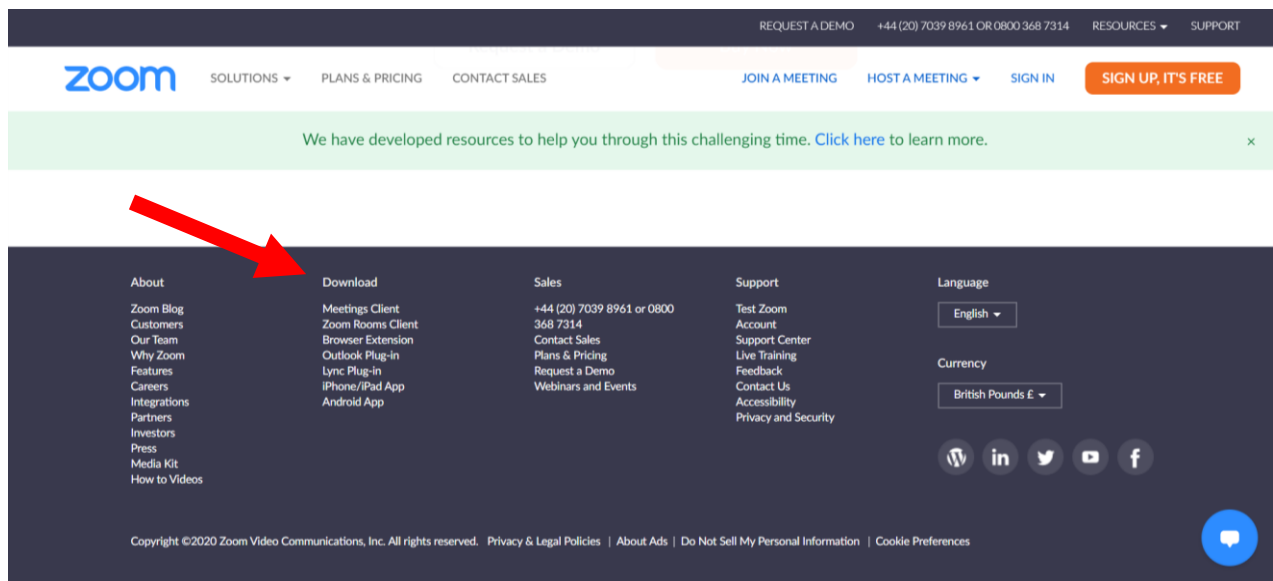 REQUEST A DEMO +44 (20) 7039 8961 OR 0800 368 7314 RESOURCES SUPPORT
zoom SOLUTIONS PLANS & PRICING CONTACT SALES JOIN A MEETING HOST A MEETING SIGN IN SIGN UP, IT'S FREE
We have developed resources to help you through this challenging time. Click here to learn more. ×
About
Zoom Blog
Customers
Our Team
Why Zoom
Features
Careers
Integrations
Partners
Investors
Press
Media Kit
How to Videos
Download
Meetings Client
Zoom Rooms Client
Browser Extension
Outlook Plug-in
Lync Plug-in
iPhone/iPad App
Android App
Sales
+44 (20) 7039 8961 or 0800
368 7314
Contact Sales
Plans & Pricing
Request a Demo
Webinars and Events
Support
Test Zoom
Account
Support Center
Live Training
Feedback
Contact Us
Accessibility
Privacy and Security
Language
English
Currency
British Pounds £
in f
Copyright ©2020 Zoom Video Communications, Inc. All rights reserved. Privacy & Legal Policies | About Ads | Do Not Sell My Personal Information | Cookie Preferences